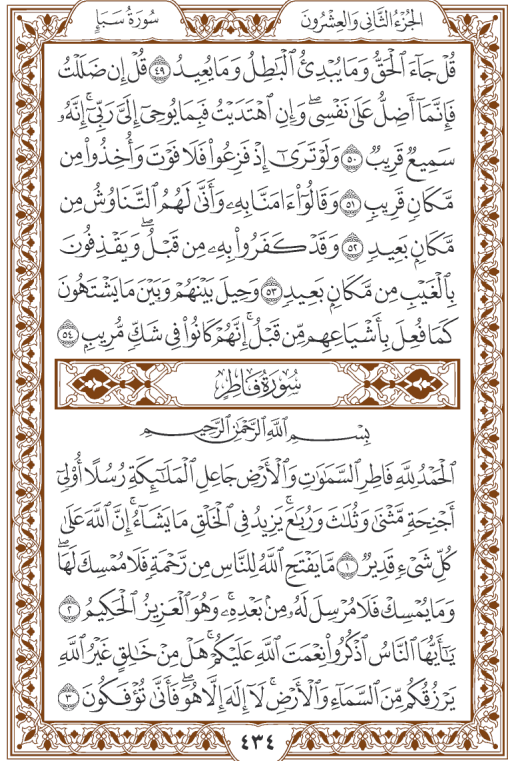 الجُزْءُ الثَّانِي وَالعِشْرُونَ
سُورَةُ سَبَإٍ
قُلْ جَآءَ ٱلْحَقُّ وَمَا يُبْدِئُ ٱلْبَٰطِلُ وَمَا يُعِيدُ ٤٩ قُلْ إِن ضَلَلْتُ
فَإِنَّمَآ أَضِلُّ عَلَىٰ نَفْسِىۖ وَإِنِ ٱهْتَدَيْتُ فَبِمَا يُوحِىٓ إِلَىَّ رَبِّىٓۚ إِنَّهُۥ
سَمِيعٌ قَرِيبٌ ٥٠ وَلَوْ تَرَىٰٓ إِذْ فَزِعُوا۟ فَلَا فَوْتَ وَأُخِذُوا۟ مِن
مَّكَانٍ قَرِيبٍ ٥١ وَقَالُوٓا۟ ءَامَنَّا بِهِۦ وَأَنَّىٰ لَهُمُ ٱلتَّنَاوُشُ مِن
مَّكَانٍۭ بَعِيدٍ ٥٢ وَقَدْ كَفَرُوا۟ بِهِۦ مِن قَبْلُۖ وَيَقْذِفُونَ
بِٱلْغَيْبِ مِن مَّكَانٍۭ بَعِيدٍ ٥٣ وَحِيلَ بَيْنَهُمْ وَبَيْنَ مَا يَشْتَهُونَ
كَمَا فُعِلَ بِأَشْيَاعِهِم مِّن قَبْلُۚ إِنَّهُمْ كَانُوا۟ فِى شَكٍّ مُّرِيبٍۭ ٥٤
سُورَةُ فَاطِرٍ
بِسْمِ ٱللَّهِ ٱلرَّحْمَٰنِ ٱلرَّحِيمِ
ٱلْحَمْدُ لِلَّهِ فَاطِرِ ٱلسَّمَٰوَٰتِ وَٱلْأَرْضِ جَاعِلِ ٱلْمَلَٰٓئِكَةِ رُسُلًا أُو۟لِىٓ
أَجْنِحَةٍ مَّثْنَىٰ وَثُلَٰثَ وَرُبَٰعَۚ يَزِيدُ فِى ٱلْخَلْقِ مَا يَشَآءُۚ إِنَّ ٱللَّهَ عَلَىٰ
كُلِّ شَىْءٍ قَدِيرٌ ١ مَّا يَفْتَحِ ٱللَّهُ لِلنَّاسِ مِن رَّحْمَةٍ فَلَا مُمْسِكَ لَهَاۖ
وَمَا يُمْسِكْ فَلَا مُرْسِلَ لَهُۥ مِنۢ بَعْدِهِۦۚ وَهُوَ ٱلْعَزِيزُ ٱلْحَكِيمُ ٢
يَٰٓأَيُّهَا ٱلنَّاسُ ٱذْكُرُوا۟ نِعْمَتَ ٱللَّهِ عَلَيْكُمْۚ هَلْ مِنْ خَٰلِقٍ غَيْرُ ٱللَّهِ
يَرْزُقُكُم مِّنَ ٱلسَّمَآءِ وَٱلْأَرْضِۚ لَآ إِلَٰهَ إِلَّا هُوَۖ فَأَنَّىٰ تُؤْفَكُونَ ٣
٤٣٤